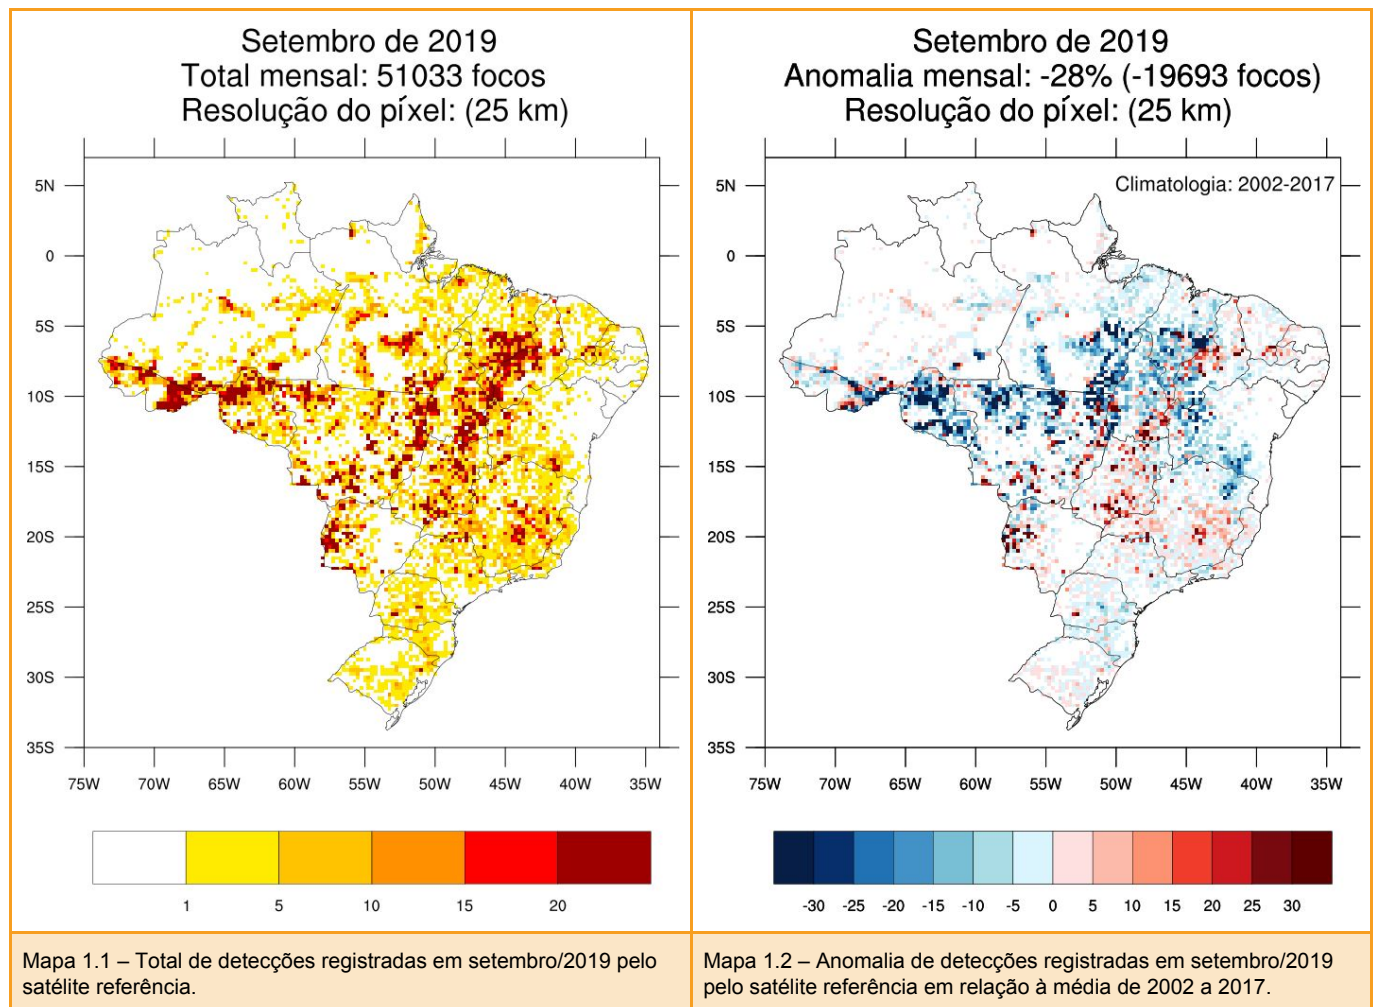 Setembro de 2019
Total mensal: 51033 focos
Resolução do píxel: (25 km)
5N
0
5S
10S
15S
20S
25S
30S
35S
75W 70W 65W 60W 55W 50W 45W 40W 35W
1 5 10 15 20
Mapa 1.1 – Total de detecções registradas em setembro/2019 pelo
satélite referência.
Setembro de 2019
Anomalia mensal: -28% (-19693 focos)
Resolução do píxel: (25 km)
Climatologia: 2002-2017
5N
0
5S
10S
15S
20S
25S
30S
35S
75W 70W 65W 60W 55W 50W 45W 40W 35W
-30 -25 -20 -15 -10 -5 0 5 10 15 20 25 30
Mapa 1.2 – Anomalia de detecções registradas em setembro/2019
pelo satélite referência em relação à média de 2002 a 2017.